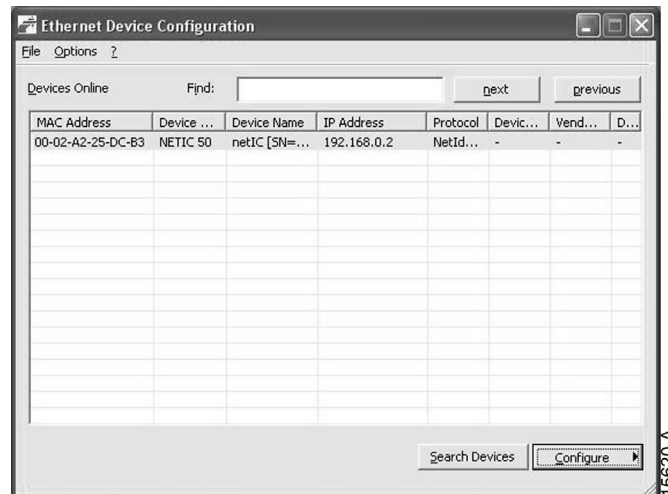 Ethernet Device Configuration
File Options ?
Devices Online Find: next previous
MAC Address Device ... Device Name IP Address Protocol Devic... Vend... D...
00-02-A2-25-DC-B3 NETIC 50 netIC [SN=... 192.168.0.2 NetId... - - -
Search Devices Configure